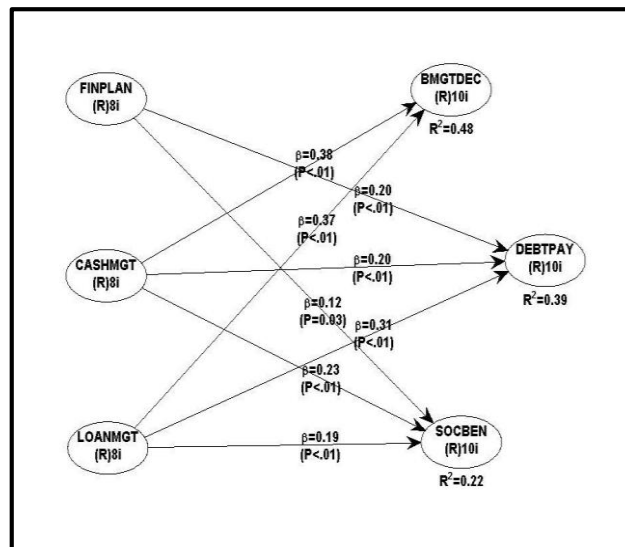 FINPLAN
(R)8i
BMGTDEC
(R)10i
R²=0.48
β=0.38
(P<.01)
β=0.20
(P<.01)
β=0.37
(P<.01)
CASHMGT
(R)8i
β=0.20
(P<.01)
DEBTPAY
(R)10i
R²=0.39
β=0.12
(P=0.03)
β=0.31
(P<.01)
β=0.23
(P<.01)
LOANMGT
(R)8i
β=0.19
(P<.01)
SOCBEN
(R)10i
R²=0.22